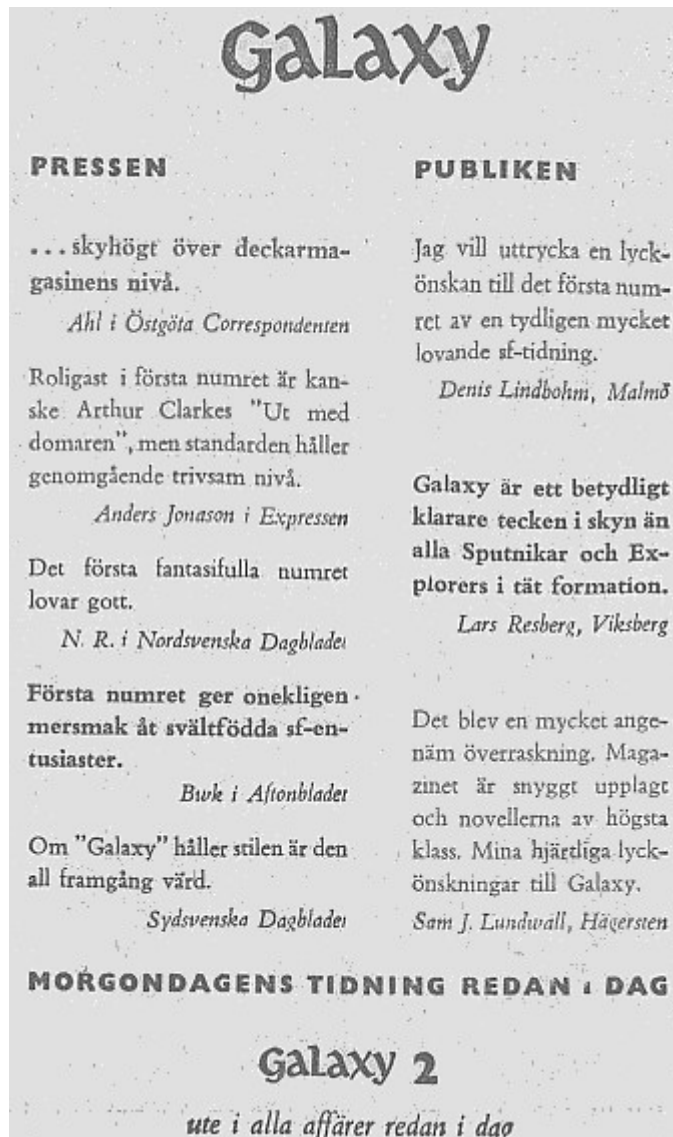 Galaxy
PRESSEN
...skyhögt över deckarma-
gasinens nivå.
Ahl i Östgöta Correspondenten
Roligast i första numret är kan-
ske Arthur Clarkes ”Ut med
domaren”, men standarden håller
genomgående trivsam nivå.
Anders Jonason i Expressen
Det första fantasifulla numret
lovar gott.
N. R. i Nordsvenska Dagbladet
Första numret ger onekligen
mersmak åt svältfödda sf-en-
tusiaster.
Bwk i Aftonbladet
Om ”Galaxy” håller stilen är den
all framgång värd.
Sydsvenska Dagbladet
PUBLIKEN
Jag vill uttrycka en lyck-
önskan till det första num-
ret av en tydligen mycket
lovande sf-tidning.
Denis Lindbohm, Malmö
Galaxy är ett betydligt
klarare tecken i skyn än
alla Sputnikar och Ex-
plorers i tät formation.
Lars Resberg, Viksberg
Det blev en mycket ange-
näm överraskning. Maga-
zinet är snyggt upplagt
och novellerna av högsta
klass. Mina hjärtliga lyck-
önskningar till Galaxy.
Sam J. Lundwall, Hägersten
MORGONDAGENS TIDNING REDAN i DAG
Galaxy 2
ute i alla affärer redan i dag